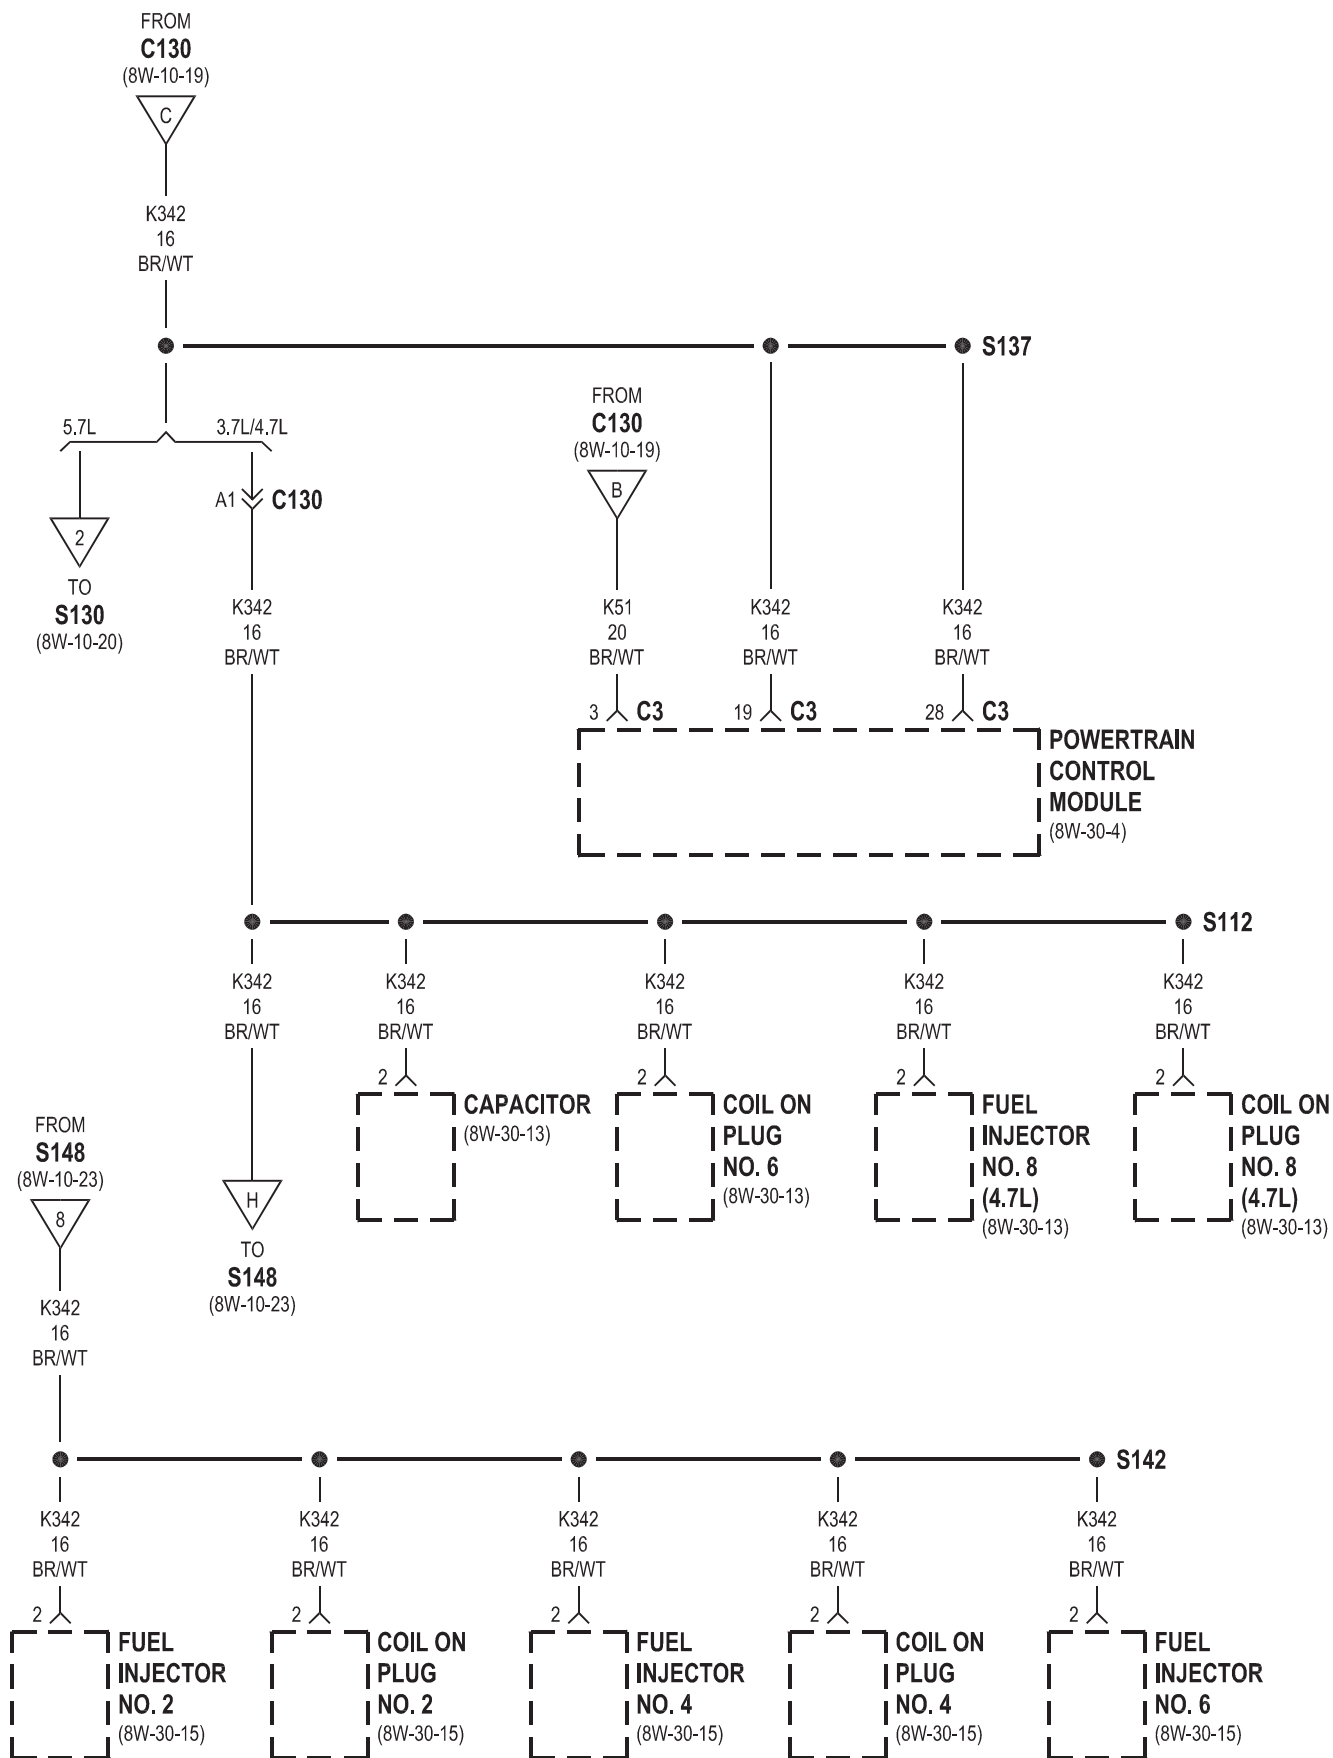 FROM
C130
(8W-10-19)
C
K342
16
BR/WT
S137
5.7L
3.7L/4.7L
A1 C130
2
TO
S130
(8W-10-20)
K342
16
BR/WT
FROM
C130
(8W-10-19)
B
K51
20
BR/WT
3 C3
K342
16
BR/WT
19 C3
K342
16
BR/WT
28 C3
POWERTRAIN
CONTROL
MODULE
(8W-30-4)
S112
K342
16
BR/WT
H
TO
S148
(8W-10-23)
K342
16
BR/WT
2
CAPACITOR
(8W-30-13)
K342
16
BR/WT
2
COIL ON
PLUG
NO. 6
(8W-30-13)
K342
16
BR/WT
2
FUEL
INJECTOR
NO. 8
(4.7L)
(8W-30-13)
K342
16
BR/WT
2
COIL ON
PLUG
NO. 8
(4.7L)
(8W-30-13)
FROM
S148
(8W-10-23)
8
K342
16
BR/WT
S142
K342
16
BR/WT
2
FUEL
INJECTOR
NO. 2
(8W-30-15)
K342
16
BR/WT
2
COIL ON
PLUG
NO. 2
(8W-30-15)
K342
16
BR/WT
2
FUEL
INJECTOR
NO. 4
(8W-30-15)
K342
16
BR/WT
2
COIL ON
PLUG
NO. 4
(8W-30-15)
K342
16
BR/WT
2
FUEL
INJECTOR
NO. 6
(8W-30-15)